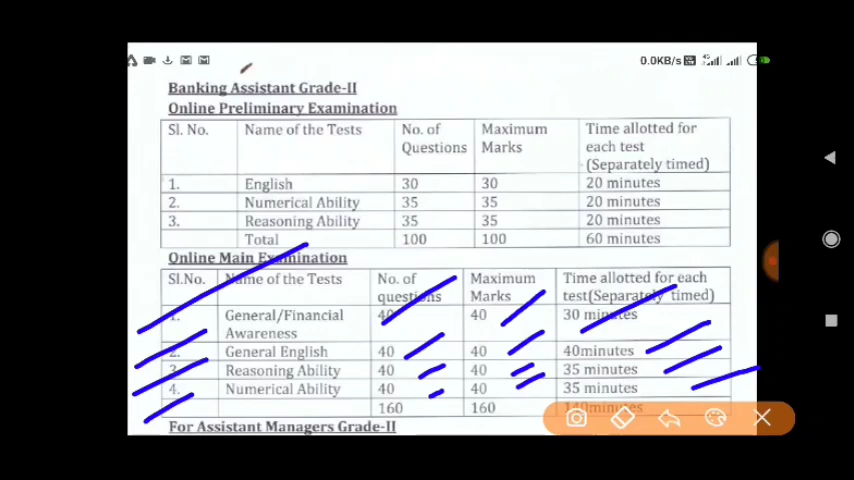 0.0KB/s
Banking Assistant Grade-II
Online Preliminary Examination
Sl. No. Name of the Tests No. of Questions Maximum Marks Time allotted for each test (Separately timed)
1. English 30 30 20 minutes
2. Numerical Ability 35 35 20 minutes
3. Reasoning Ability 35 35 20 minutes
Total 100 100 60 minutes
Online Main Examination
Sl.No. Name of the Tests No. of questions Maximum Marks Time allotted for each test(Separately timed)
1. General/Financial Awareness 40 40 30 minutes
2. General English 40 40 40minutes
3. Reasoning Ability 40 40 35 minutes
4. Numerical Ability 40 40 35 minutes
160 160 140minutes
For Assistant Managers Grade-II